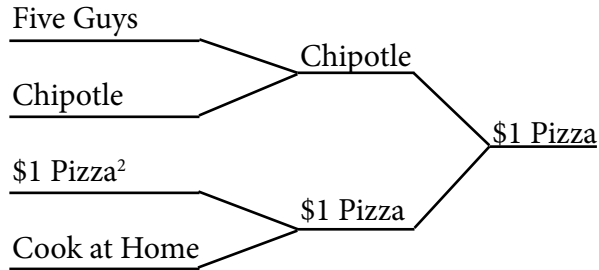 Five Guys
Chipotle
Chipotle
$1 Pizza
$1 Pizza²
$1 Pizza
Cook at Home